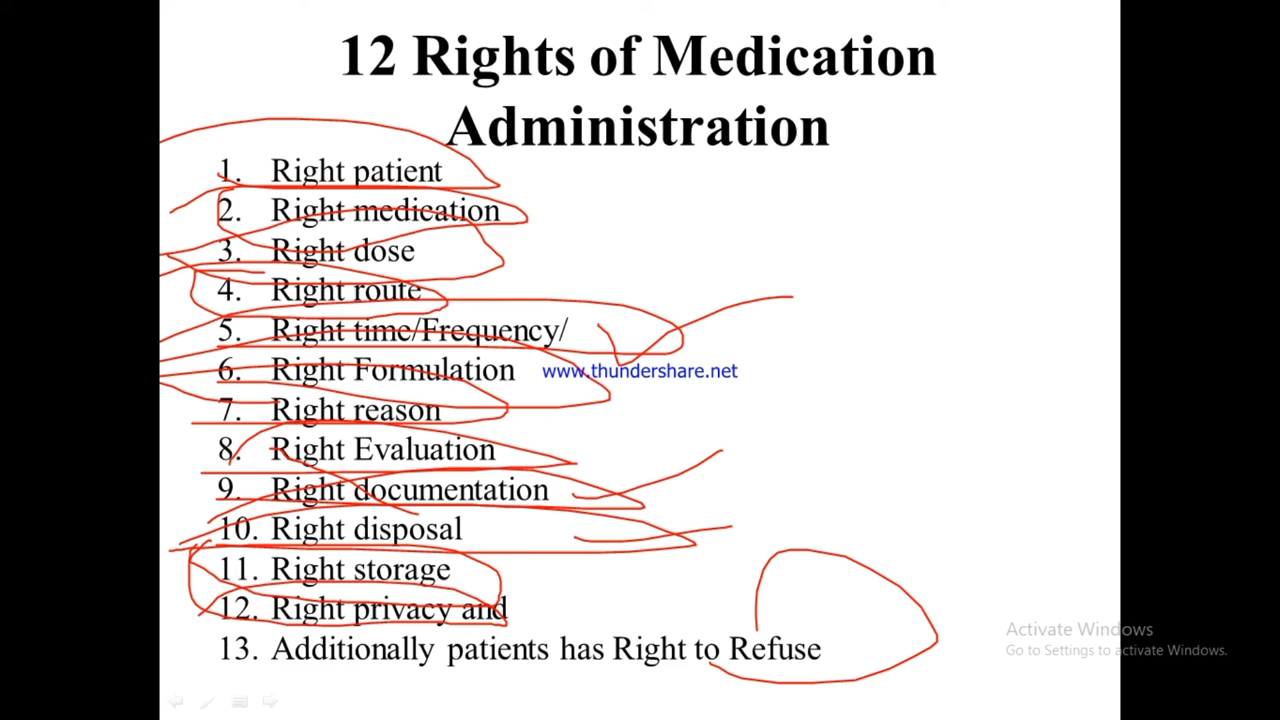 12 Rights of Medication
Administration
1. Right patient
2. Right medication
3. Right dose
4. Right route
5. Right time/Frequency/
6. Right Formulation
www.thundershare.net
7. Right reason
8. Right Evaluation
9. Right documentation
10. Right disposal
11. Right storage
12. Right privacy and
13. Additionally patients has Right to Refuse
Activate Windows
Go to Settings to activate Windows.